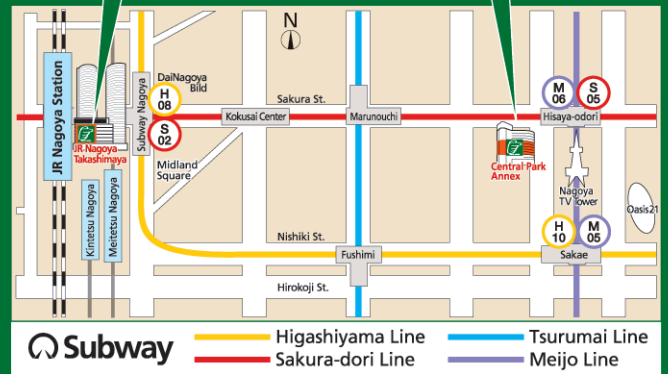 N
DaiNagoya
Bild
H
08
Sakura St.
M
06
S
05
JR Nagoya Station
Subway Nagoya
Kokusai Center
Marunouchi
Hisaya-odori
S
02
JR Nagoya
Takashimaya
Central Park
Annex
Midland
Square
Kintetsu Nagoya
Meitetsu Nagoya
Nagoya
TV Tower
Oasis21
H
10
M
05
Nishiki St.
Fushimi
Sakae
Hirokoji St.
Subway
Higashiyama Line
Tsurumai Line
Sakura-dori Line
Meijo Line